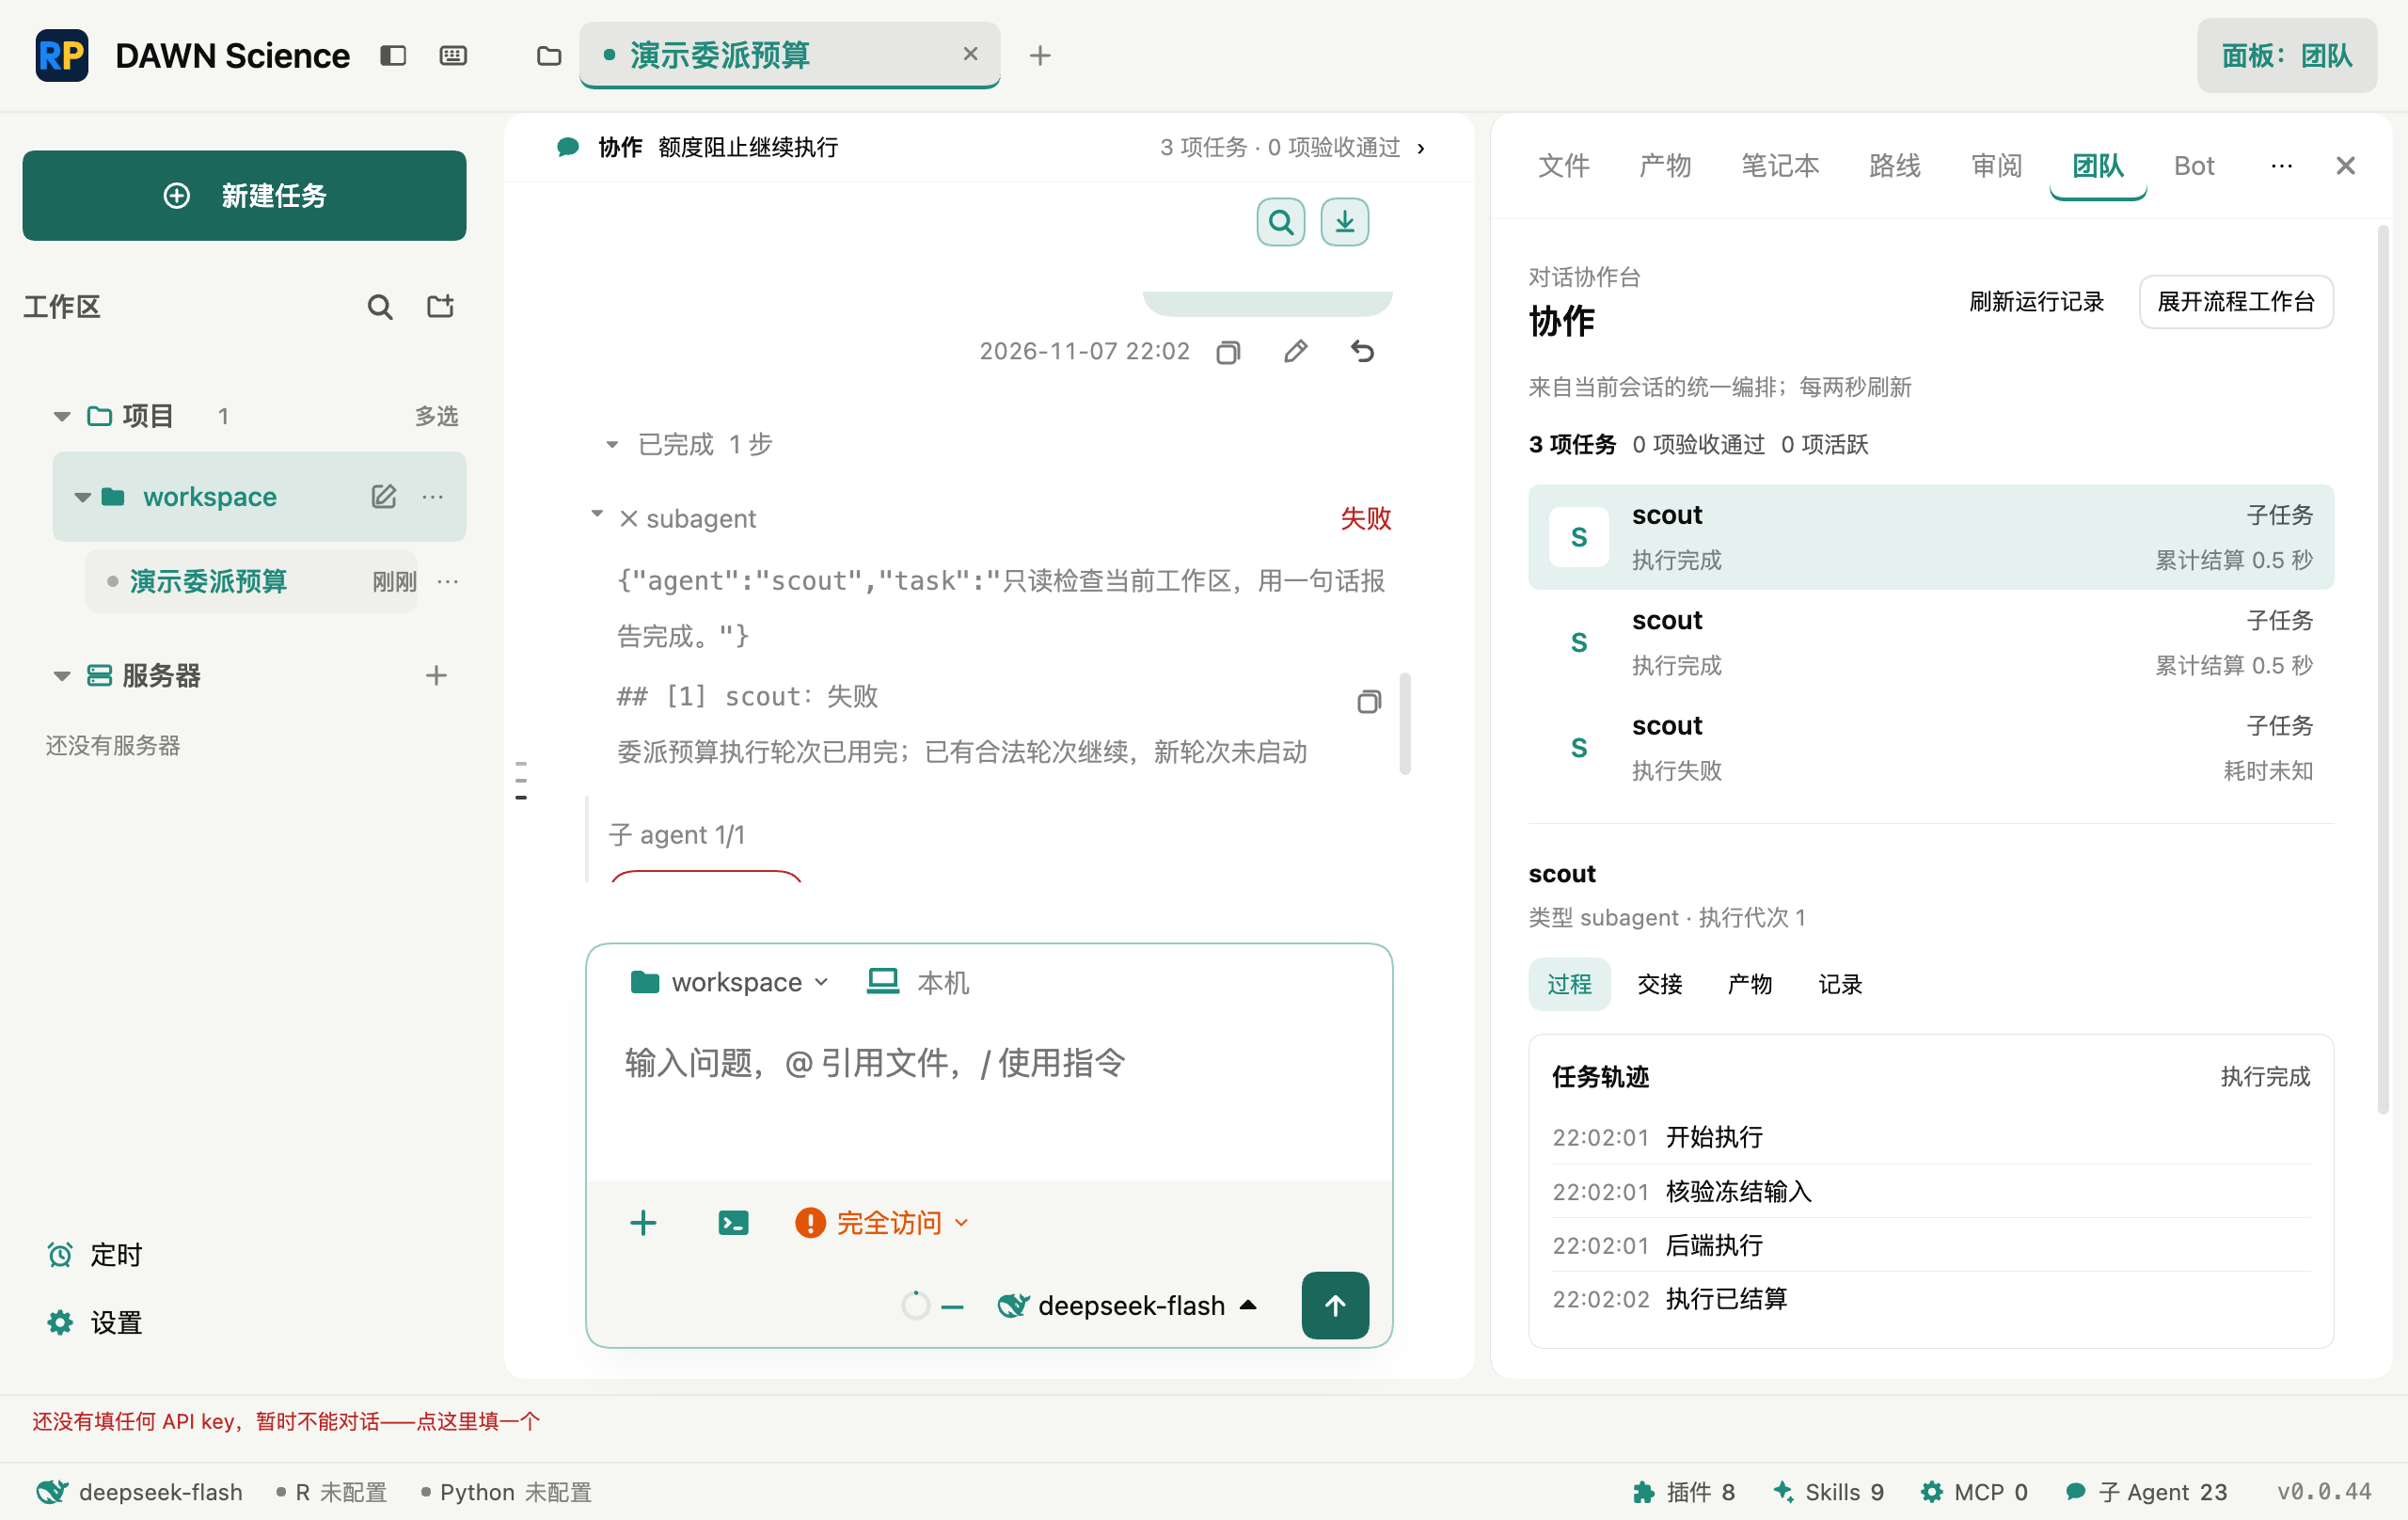 RP DAWN Science
演示委派预算
面板：团队
新建任务
工作区
项目 1 多选
workspace
演示委派预算 刚刚
服务器
还没有服务器
定时
设置
协作 额度阻止继续执行 3 项任务 · 0 项验收通过 ›
2026-11-07 22:02
已完成 1 步
subagent 失败
{"agent":"scout","task":"只读检查当前工作区，用一句话报
告完成。"}
## [1] scout：失败
委派预算执行轮次已用完；已有合法轮次继续，新轮次未启动
子 agent 1/1
workspace 本机
输入问题，@ 引用文件，/ 使用指令
完全访问
deepseek-flash
文件 产物 笔记本 路线 审阅 团队 Bot ···
对话协作台
协作
刷新运行记录 展开流程工作台
来自当前会话的统一编排；每两秒刷新
3 项任务 0 项验收通过 0 项活跃
S scout 子任务
执行完成 累计结算 0.5 秒
S scout 子任务
执行完成 累计结算 0.5 秒
S scout 子任务
执行失败 耗时未知
scout
类型 subagent · 执行代次 1
过程 交接 产物 记录
任务轨迹 执行完成
22:02:01 开始执行
22:02:01 核验冻结输入
22:02:01 后端执行
22:02:02 执行已结算
还没有填任何 API key，暂时不能对话——点这里填一个
deepseek-flash R 未配置 Python 未配置
插件 8 Skills 9 MCP 0 子 Agent 23 v0.0.44